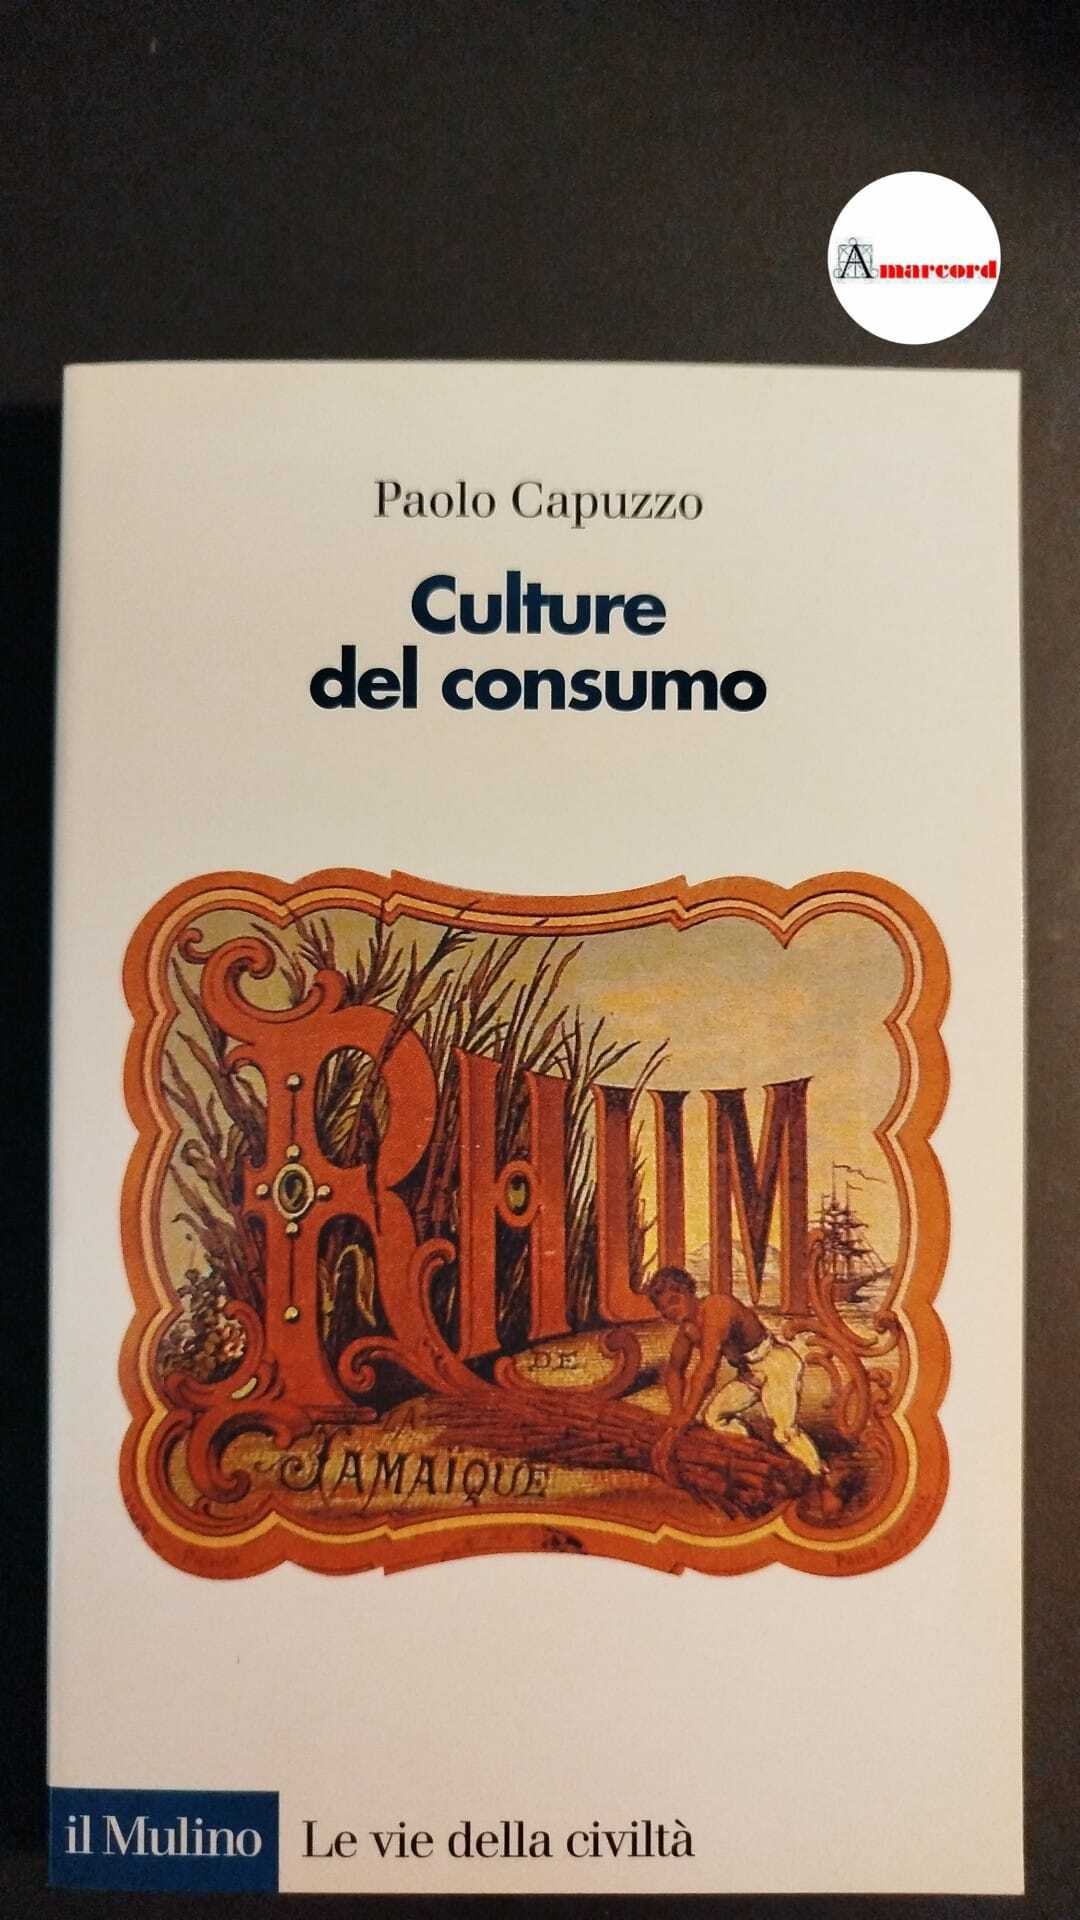 Amarcord
Paolo Capuzzo
Culture
del consumo
RHUM
DE
LA
JAMAIQUE
il Mulino
Le vie della civiltà